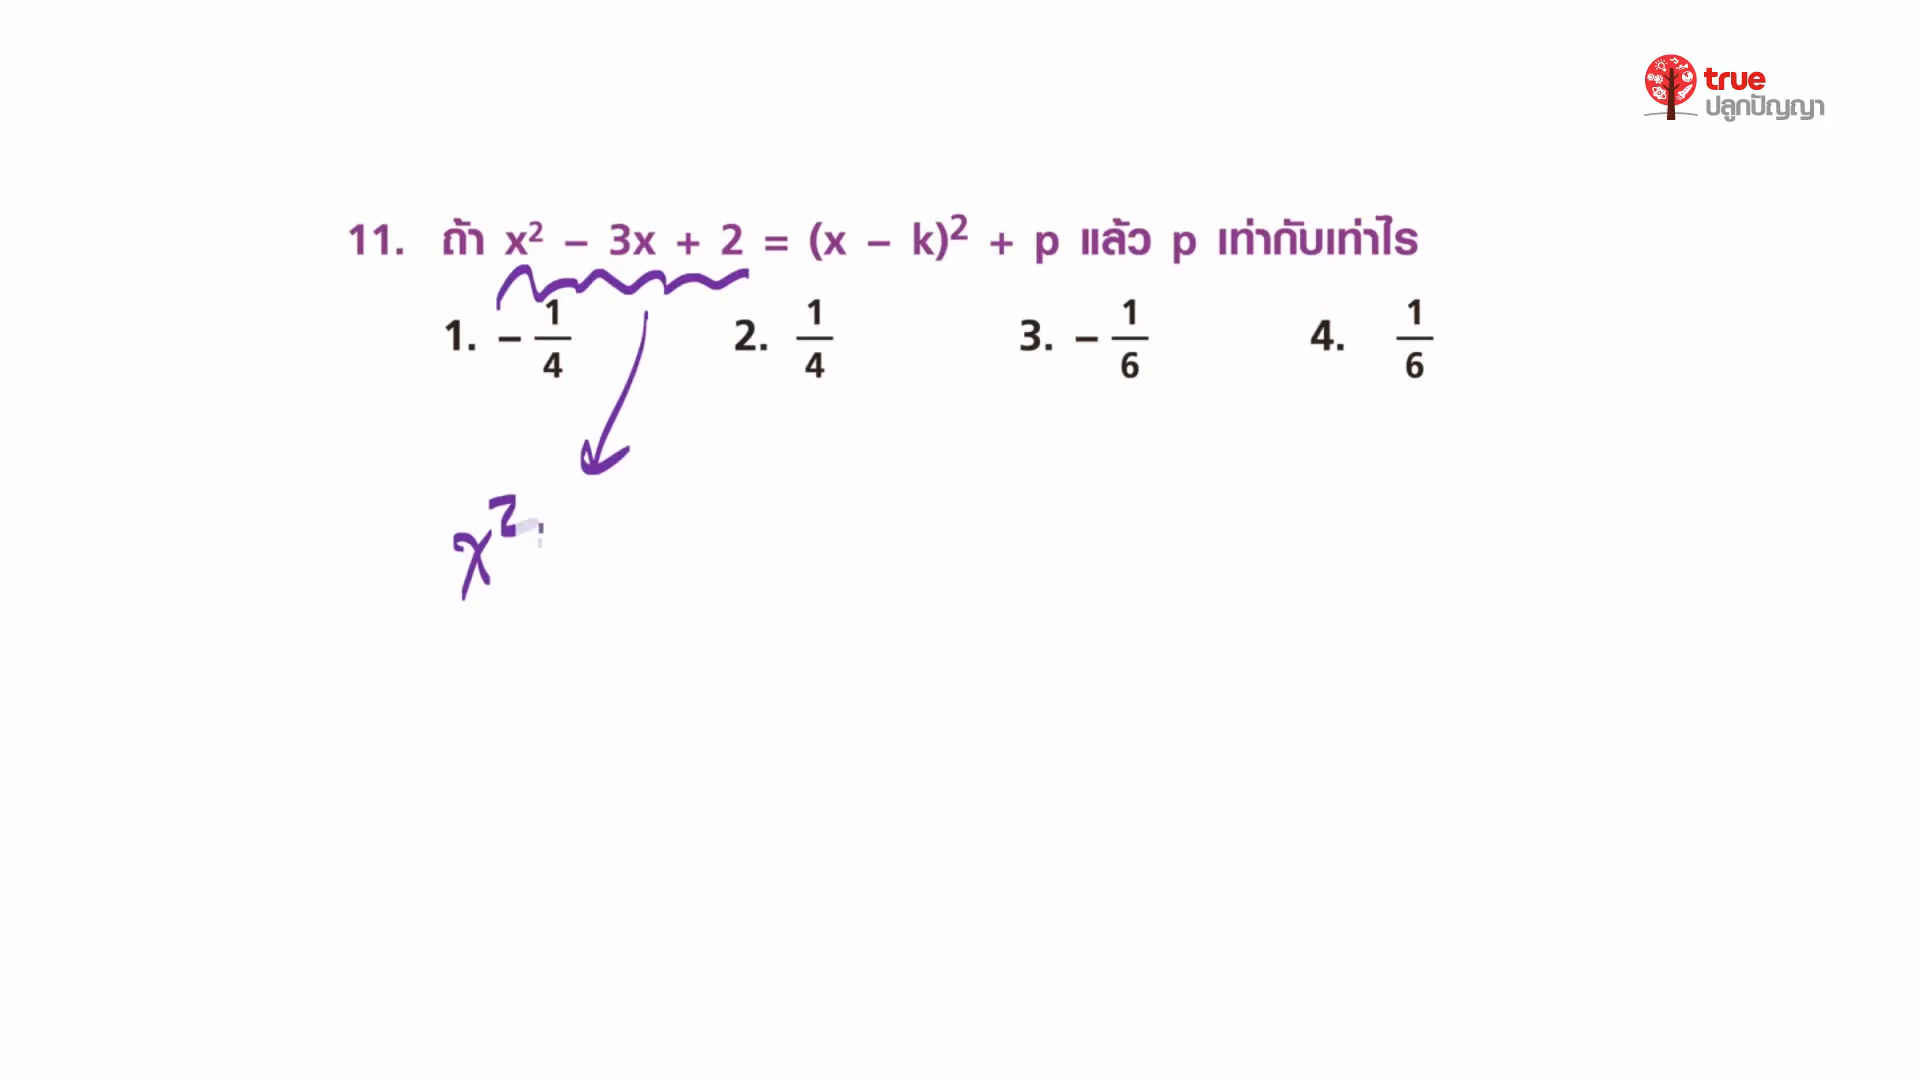 true
ปลูกปัญญา
11. ถ้า x² – 3x + 2 = (x – k)² + p แล้ว p เท่ากับเท่าไร
1. – 1/4 2. 1/4 3. – 1/6 4. 1/6
x²